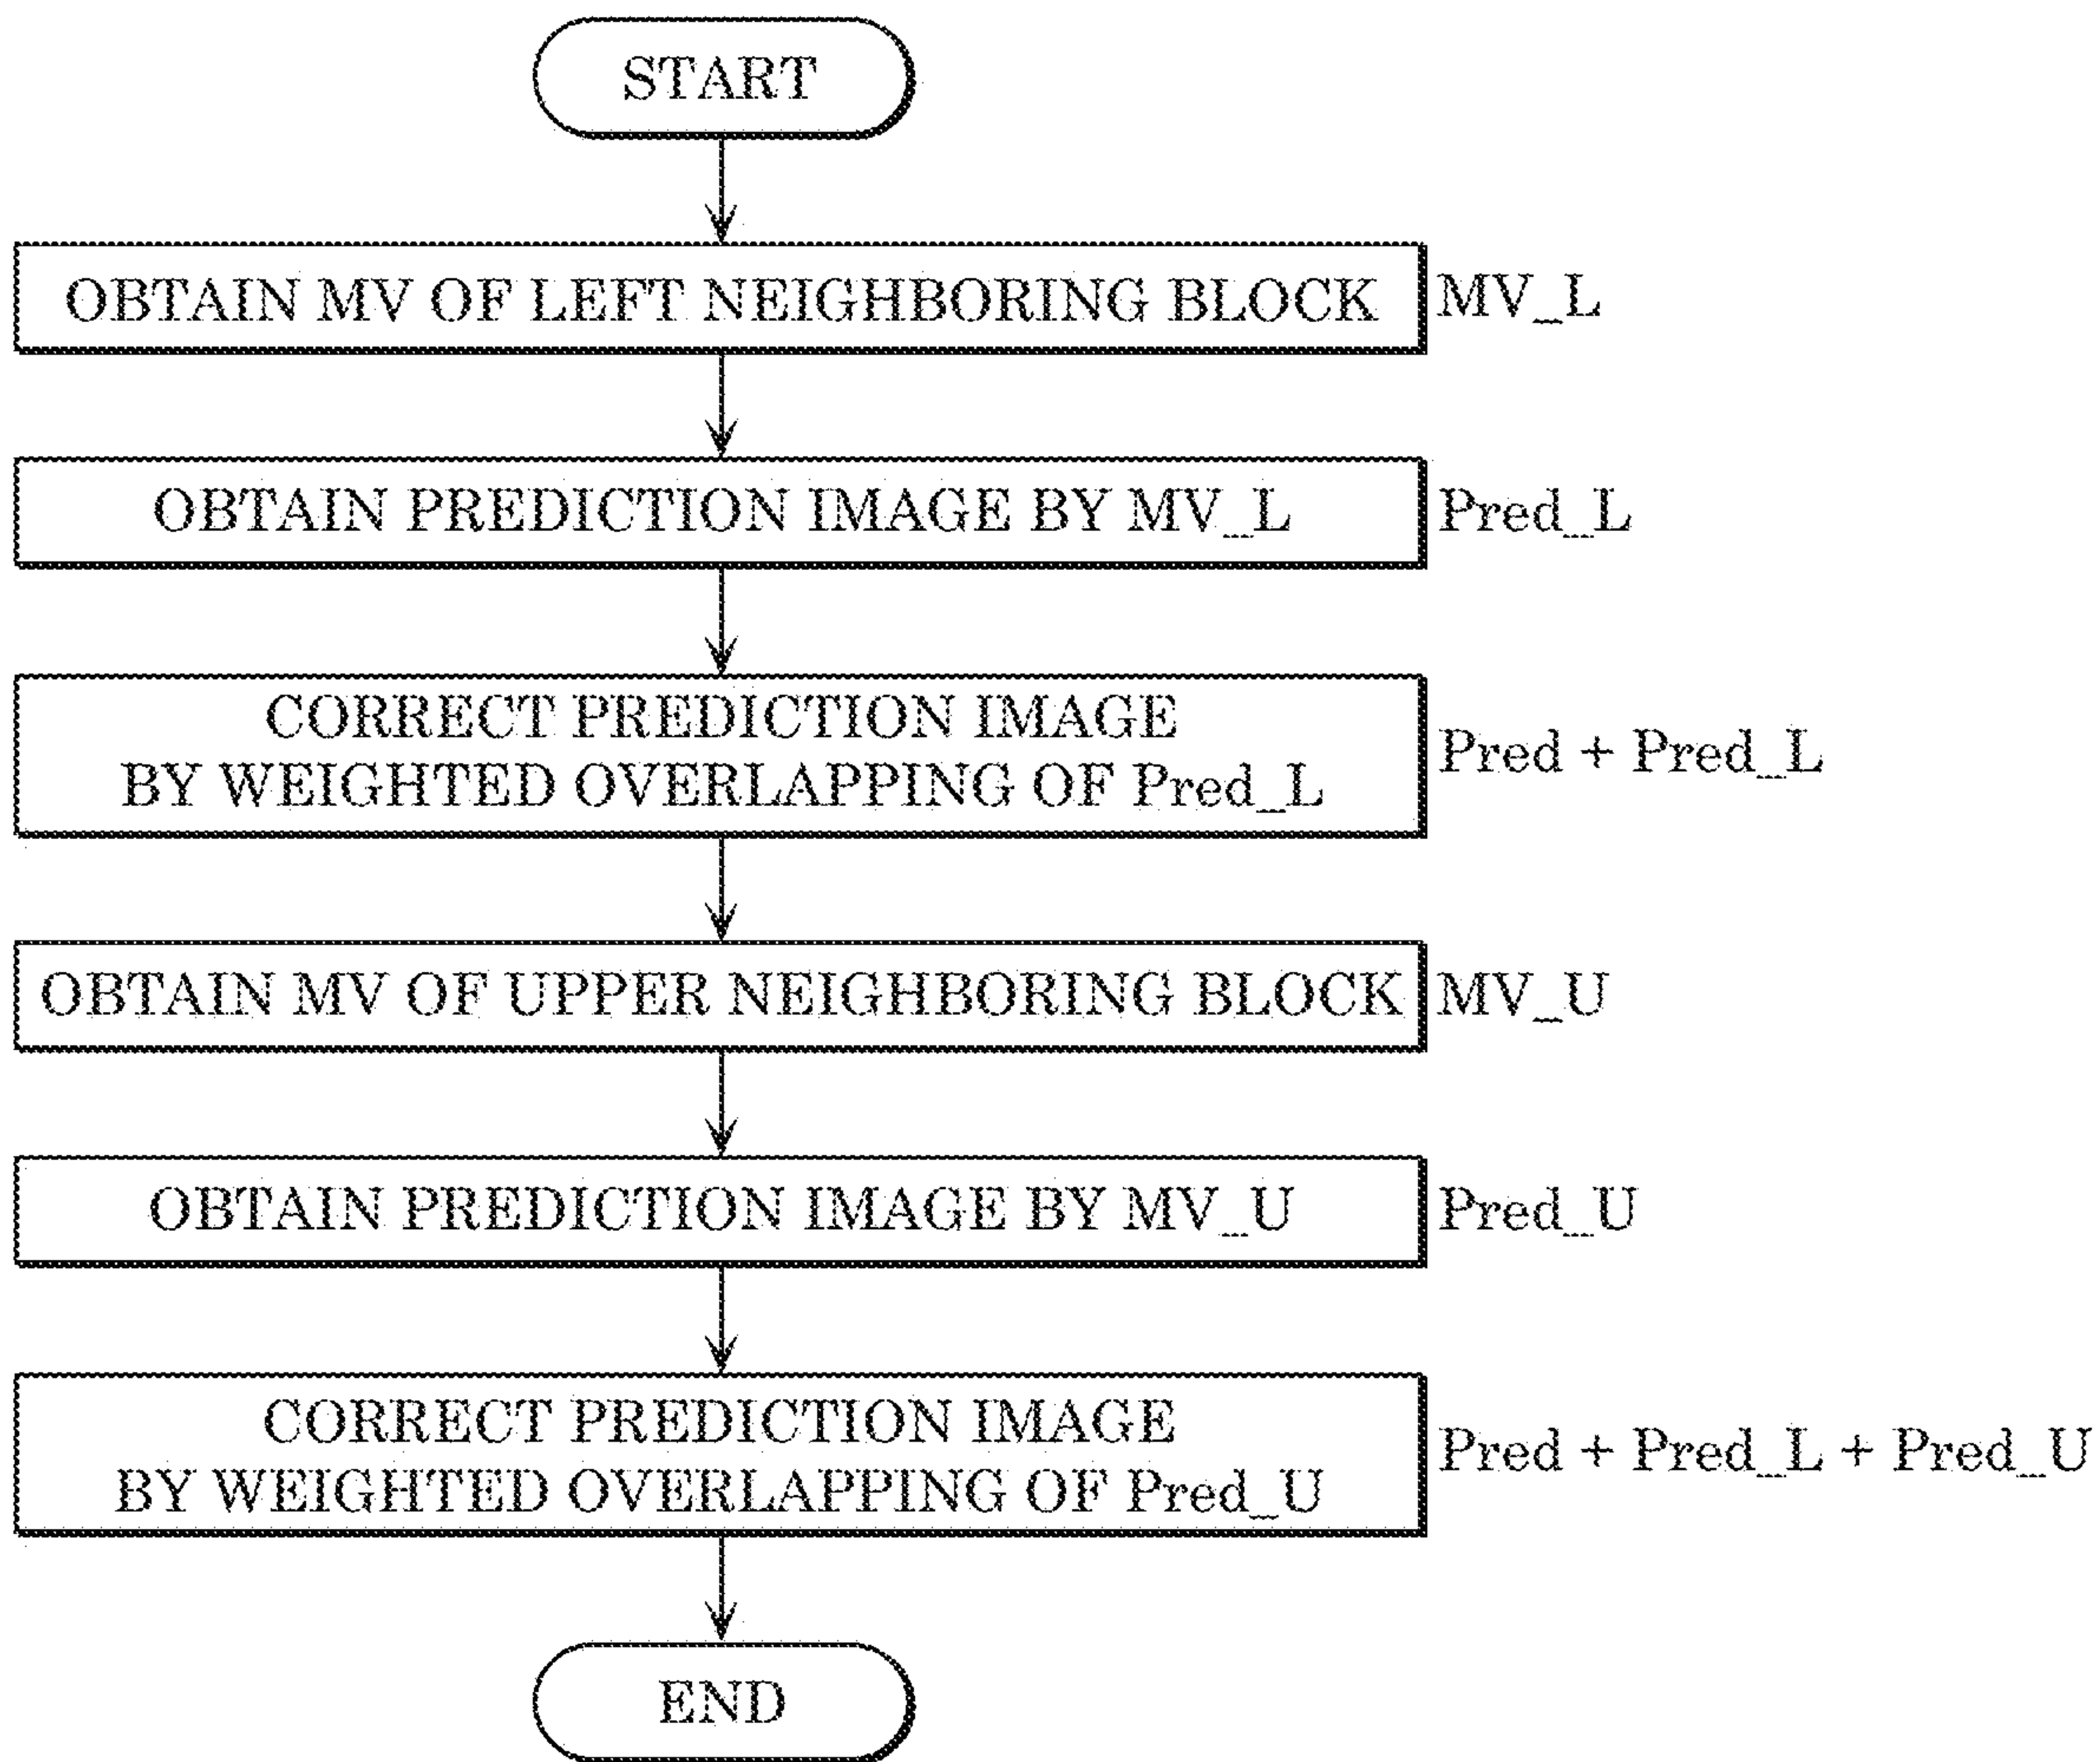 START
OBTAIN MV OF LEFT NEIGHBORING BLOCK MV_L
OBTAIN PREDICTION IMAGE BY MV_L Pred_L
CORRECT PREDICTION IMAGE
BY WEIGHTED OVERLAPPING OF Pred_L
Pred + Pred_L
OBTAIN MV OF UPPER NEIGHBORING BLOCK MV_U
OBTAIN PREDICTION IMAGE BY MV_U Pred_U
CORRECT PREDICTION IMAGE
BY WEIGHTED OVERLAPPING OF Pred_U
Pred + Pred_L + Pred_U
END